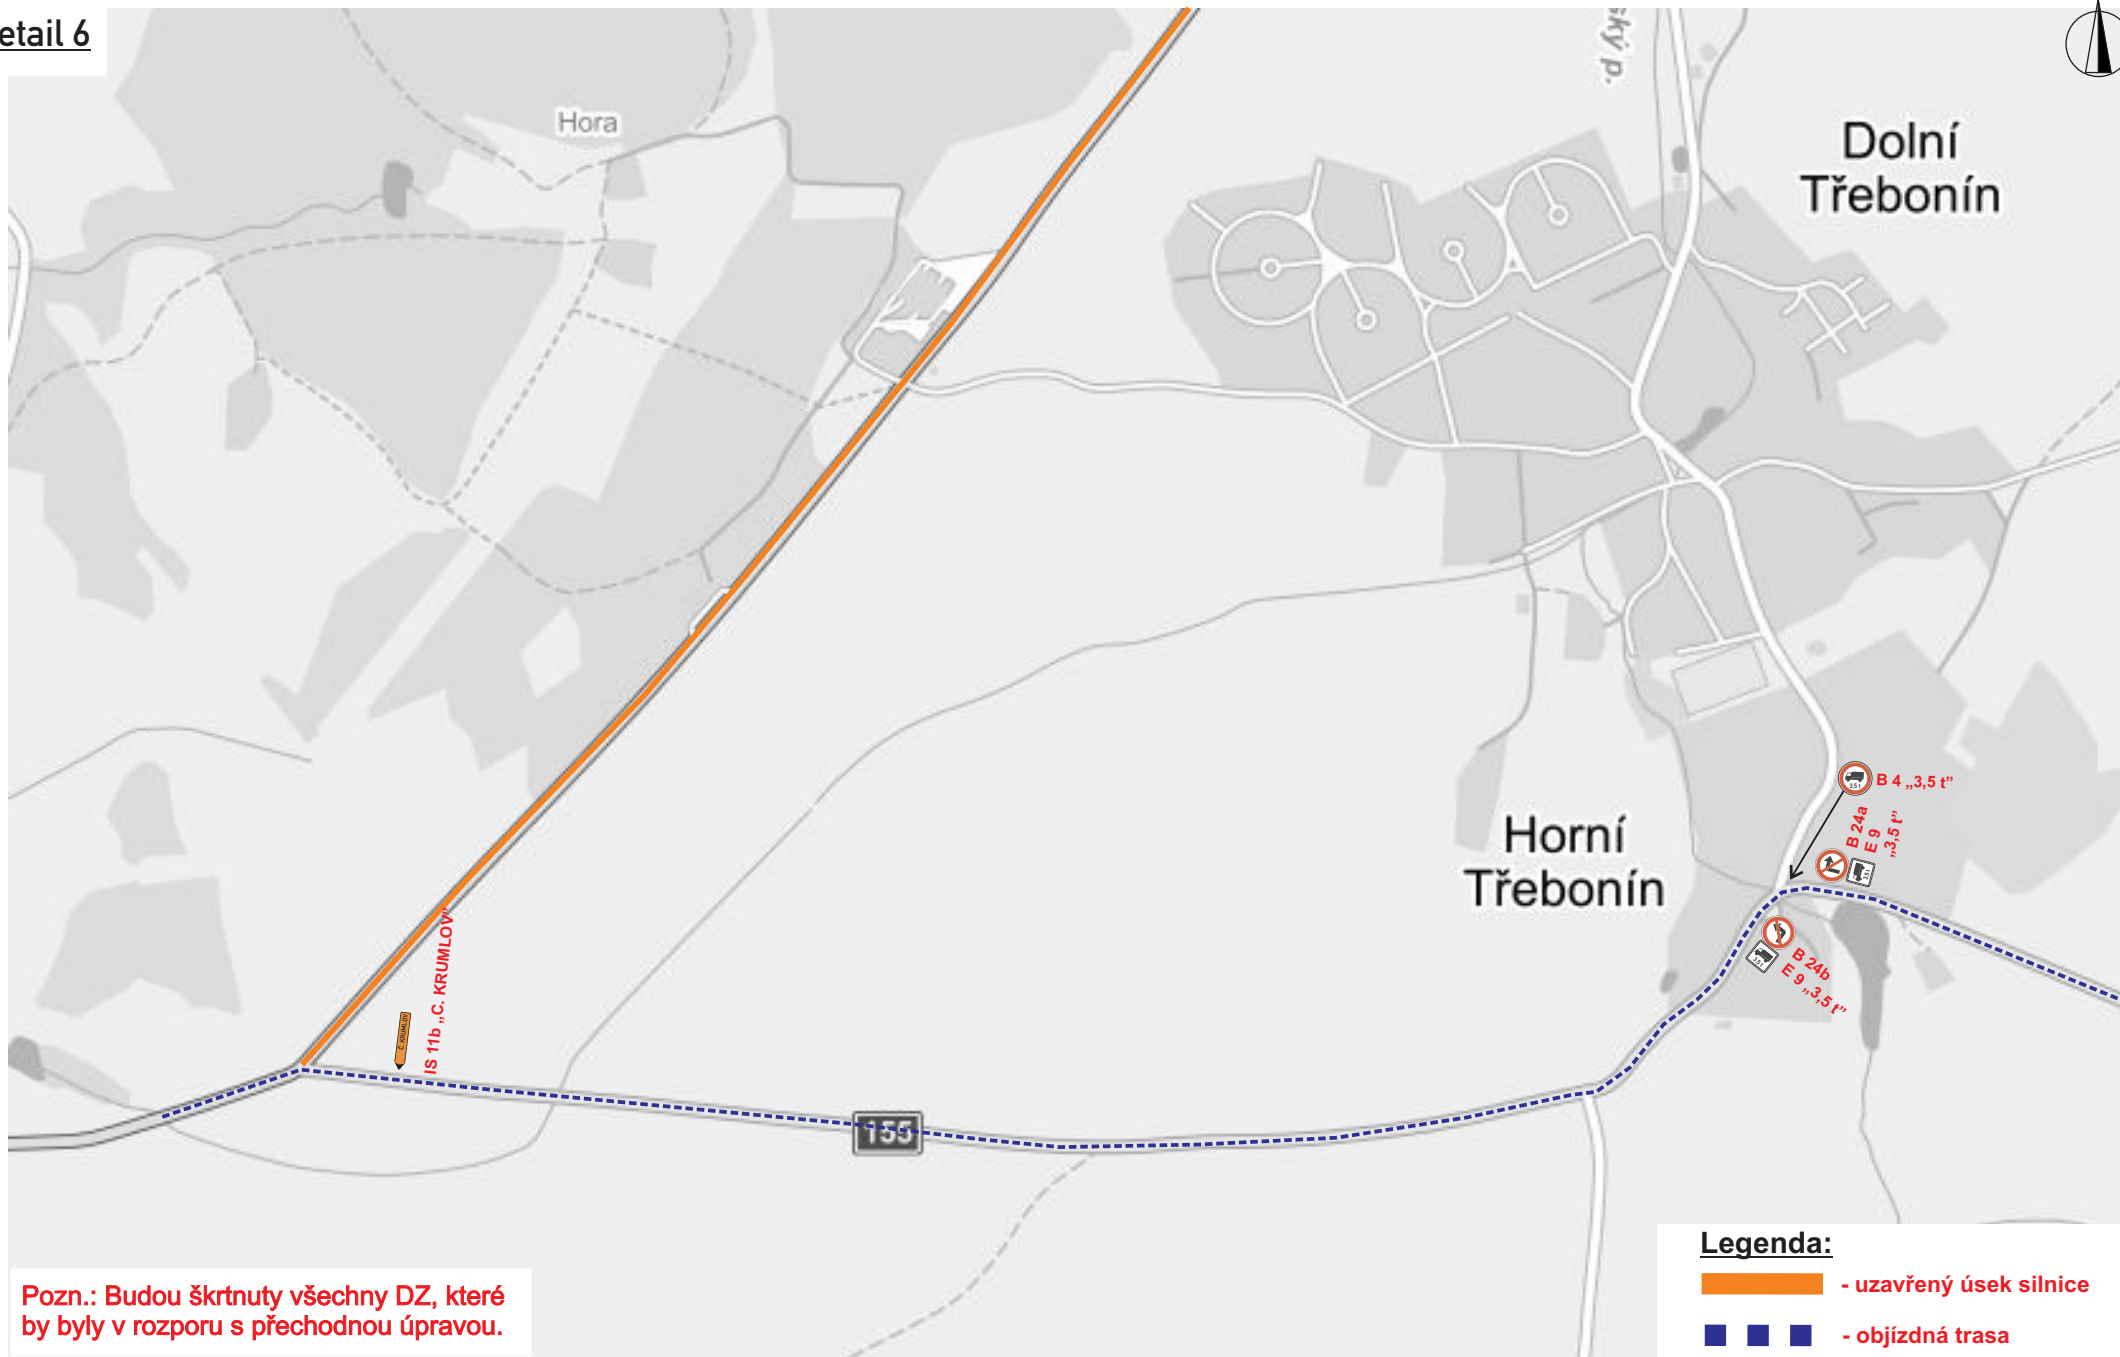 etail 6
ský p.
Hora
Dolní
Třebonín
B 4 „3,5 t”
B 24a
E 9
„3,5 t”
Horní
Třebonín
B 24b
E 9 „3,5 t”
IS 11b „C. KRUMLOV”
Č. KRUMLOV
155
Legenda:
- uzavřený úsek silnice
- objízdná trasa
Pozn.: Budou škrtnuty všechny DZ, které
by byly v rozporu s přechodnou úpravou.